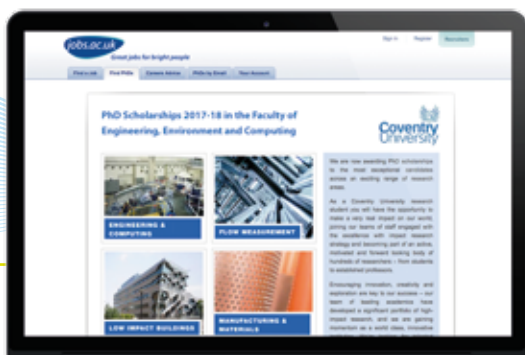 jobs.ac.uk
Great jobs for bright people
Sign In Register Recruiters
Find a Job Find PhDs Careers Advice PhDs by Email Your Account
PhD Scholarships 2017-18 in the Faculty of
Engineering, Environment and Computing
Coventry
University
ENGINEERING &
COMPUTING
FLOW MEASUREMENT
LOW IMPACT BUILDINGS
MANUFACTURING &
MATERIALS
We are now awarding PhD scholarships
to the most exceptional candidates
across an exciting range of research
areas.
As a Coventry University research
student you will have the opportunity to
make a very real impact on our world,
joining our teams of staff engaged with
the excellence with impact research
strategy and becoming part of an active,
motivated and forward looking body of
hundreds of researchers – from students
to established professors.
Encouraging innovation, creativity and
exploration are key to our success – our
team of leading academics have
developed a significant portfolio of high-
impact research, and we are gaining
momentum as a world class, innovative